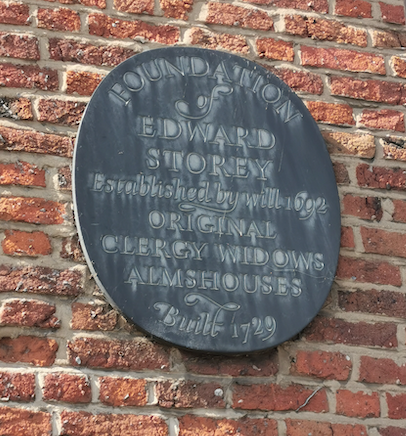 FOUNDATION
of
EDWARD
STOREY
Established by will 1692
ORIGINAL
CLERGY WIDOWS
ALMSHOUSES
Built 1729